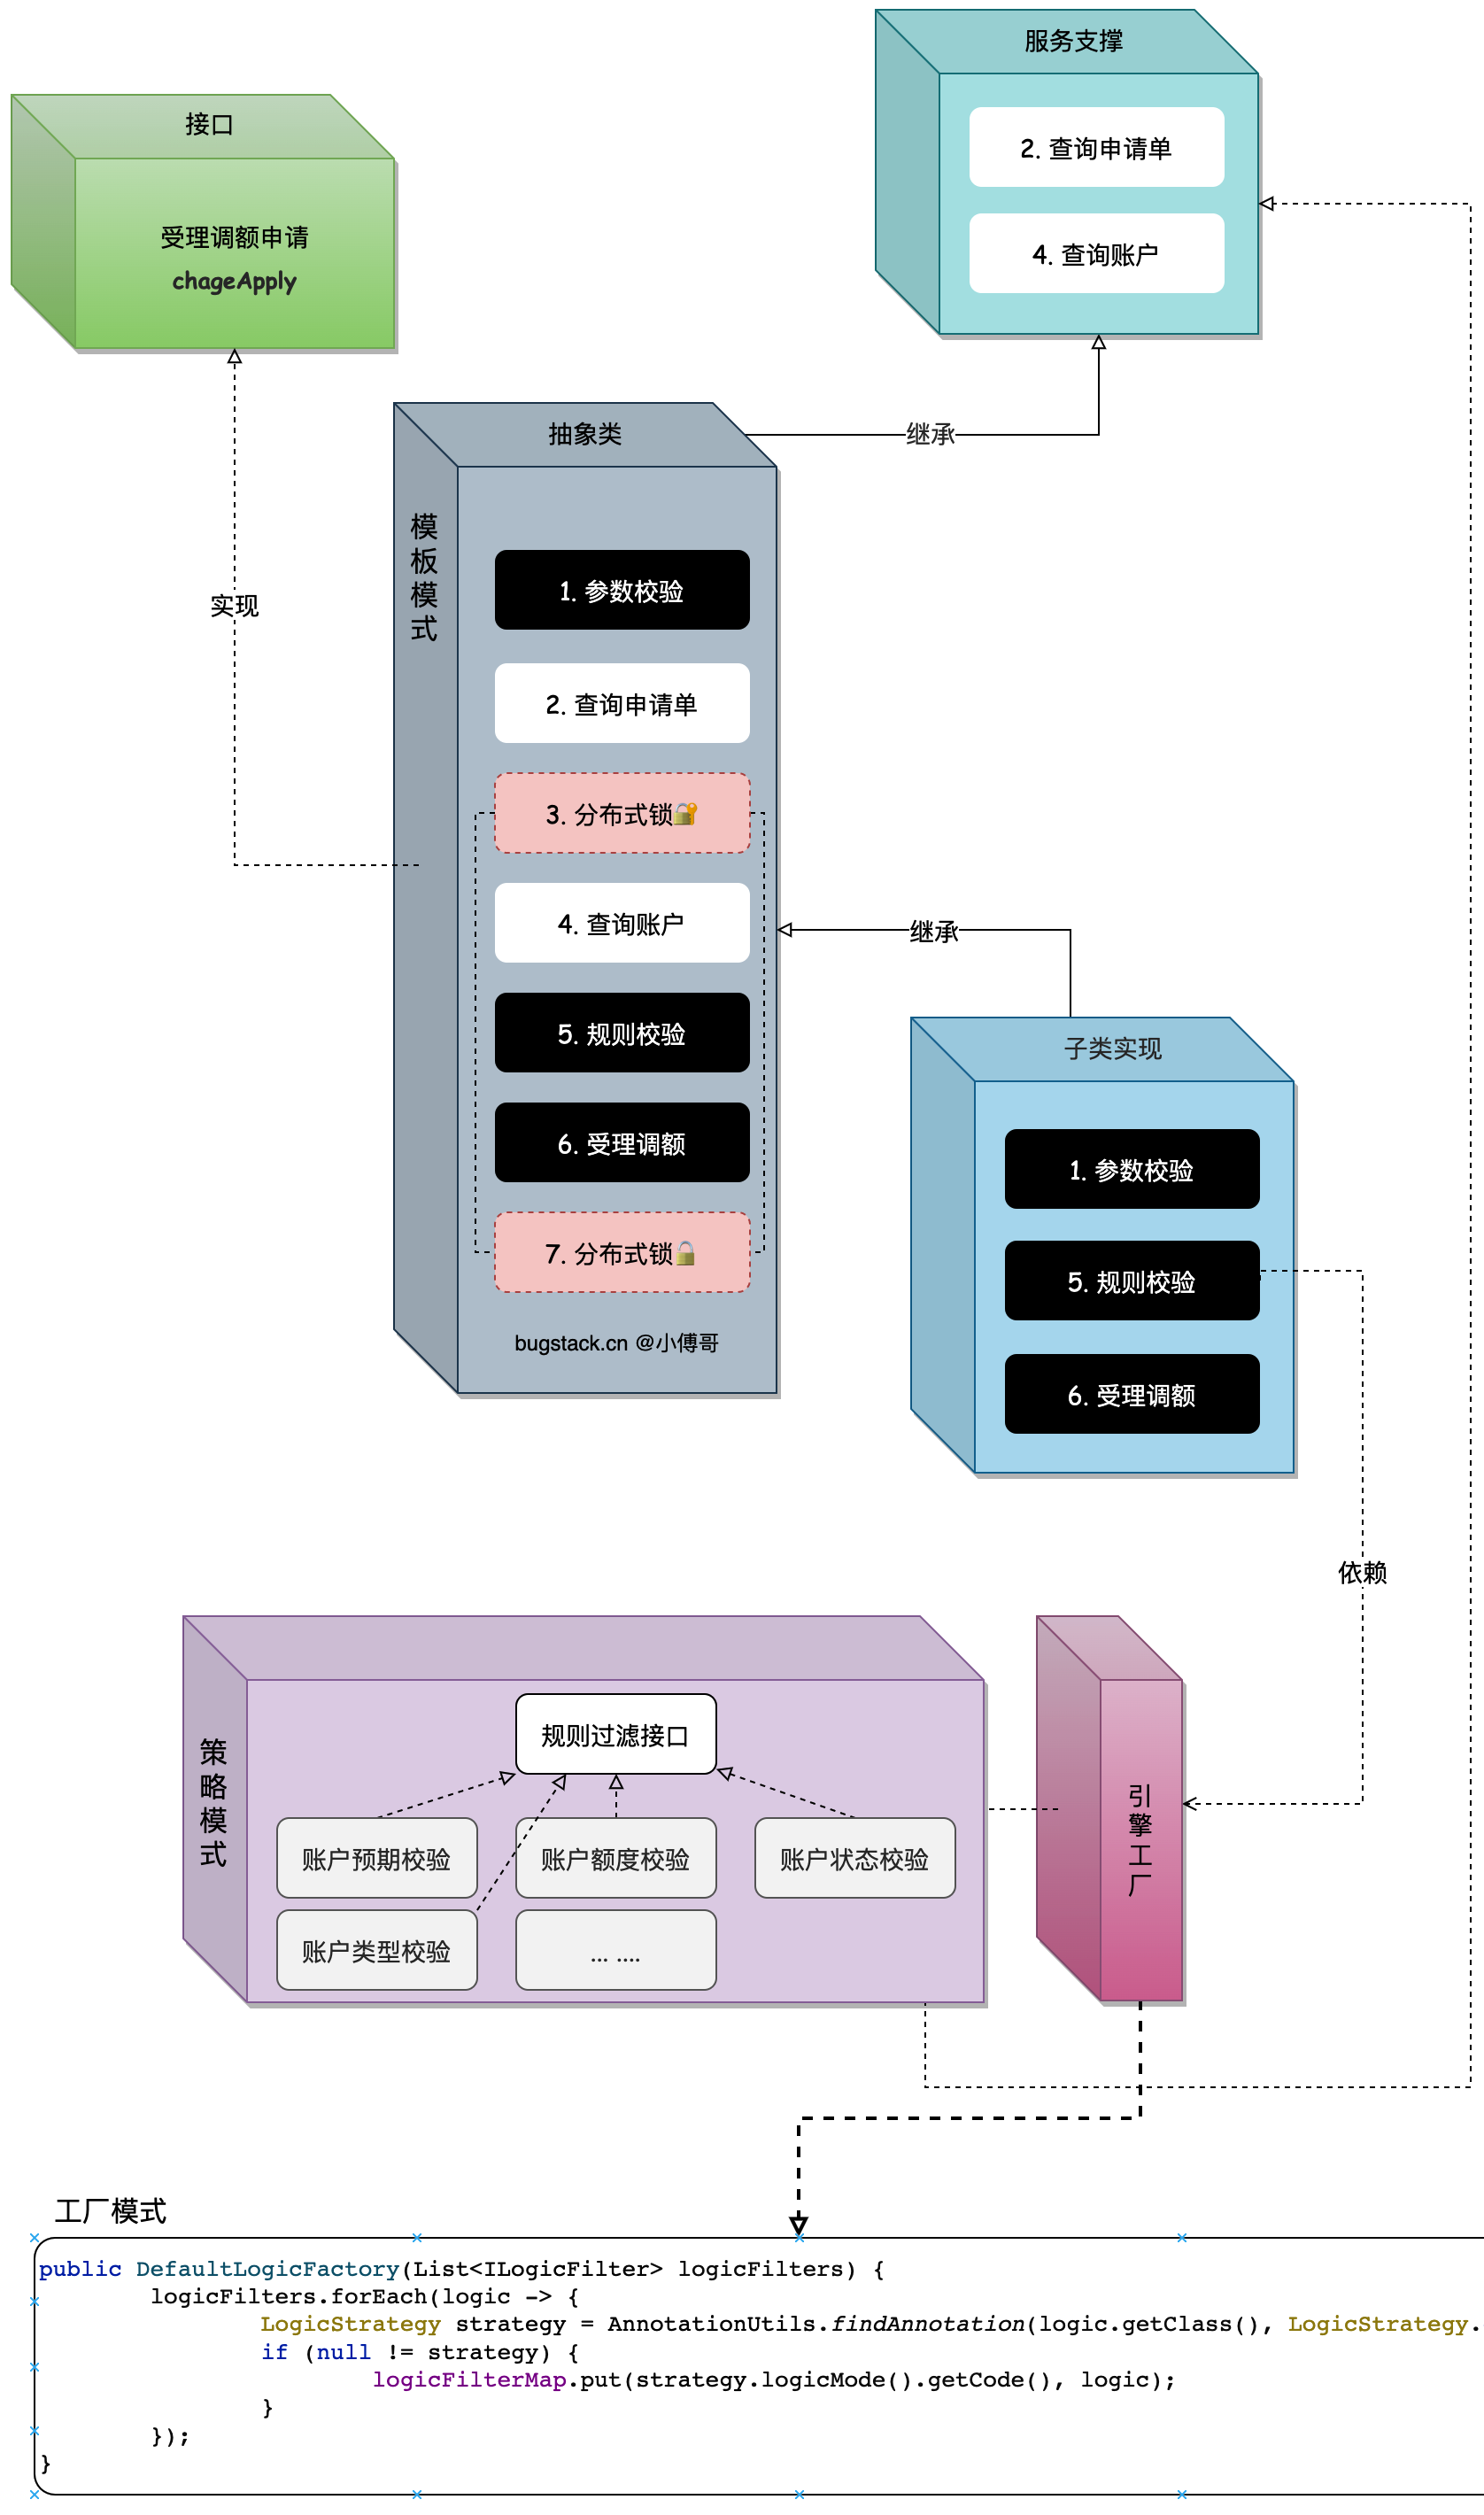 服务支撑
2. 查询申请单
4. 查询账户
接口
受理调额申请
chageApply
继承
抽象类
模板模式
1. 参数校验
2. 查询申请单
3. 分布式锁🔐
4. 查询账户
5. 规则校验
6. 受理调额
7. 分布式锁🔒
bugstack.cn @小傅哥
实现
继承
子类实现
1. 参数校验
5. 规则校验
6. 受理调额
依赖
策略模式
规则过滤接口
账户预期校验
账户额度校验
账户状态校验
账户类型校验
... ....
引擎工厂
工厂模式
public DefaultLogicFactory(List<ILogicFilter> logicFilters) {
logicFilters.forEach(logic -> {
LogicStrategy strategy = AnnotationUtils.findAnnotation(logic.getClass(), LogicStrategy.
if (null != strategy) {
logicFilterMap.put(strategy.logicMode().getCode(), logic);
}
});
}